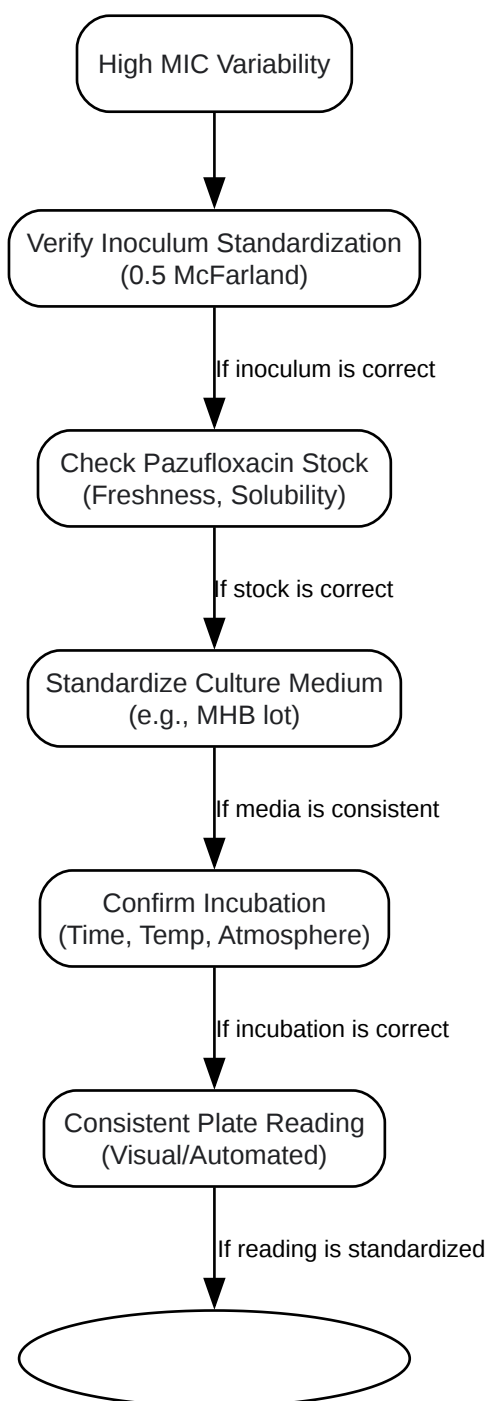 High MIC Variability
Verify Inoculum Standardization
(0.5 McFarland)
If inoculum is correct
Check Pazufloxacin Stock
(Freshness, Solubility)
If stock is correct
Standardize Culture Medium
(e.g., MHB lot)
If media is consistent
Confirm Incubation
(Time, Temp, Atmosphere)
If incubation is correct
Consistent Plate Reading
(Visual/Automated)
If reading is standardized